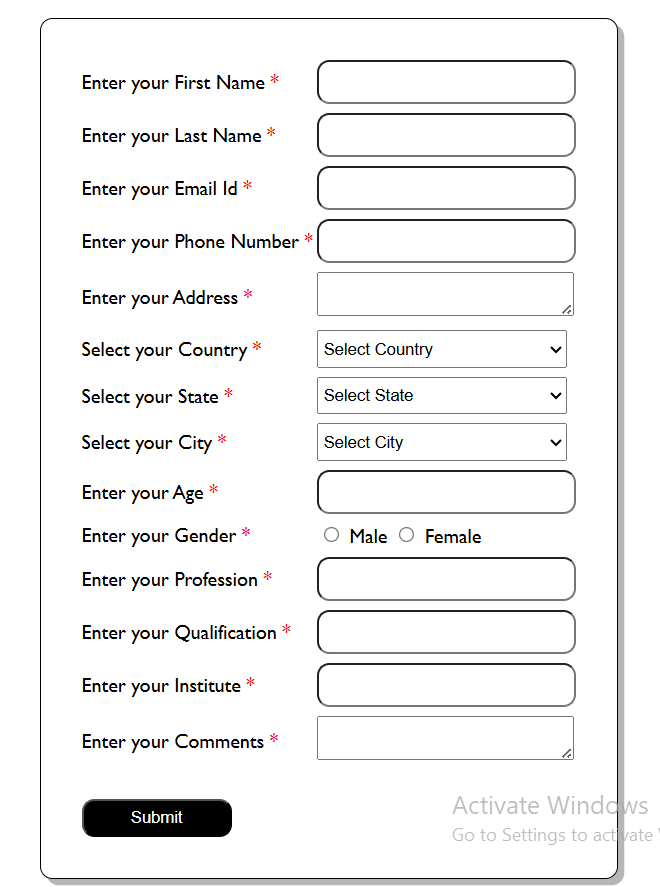 Enter your First Name *
Enter your Last Name *
Enter your Email Id *
Enter your Phone Number *
Enter your Address *
Select your Country * Select Country
Select your State * Select State
Select your City * Select City
Enter your Age *
Enter your Gender * Male Female
Enter your Profession *
Enter your Qualification *
Enter your Institute *
Enter your Comments *
Submit
Activate Windows
Go to Settings to activate